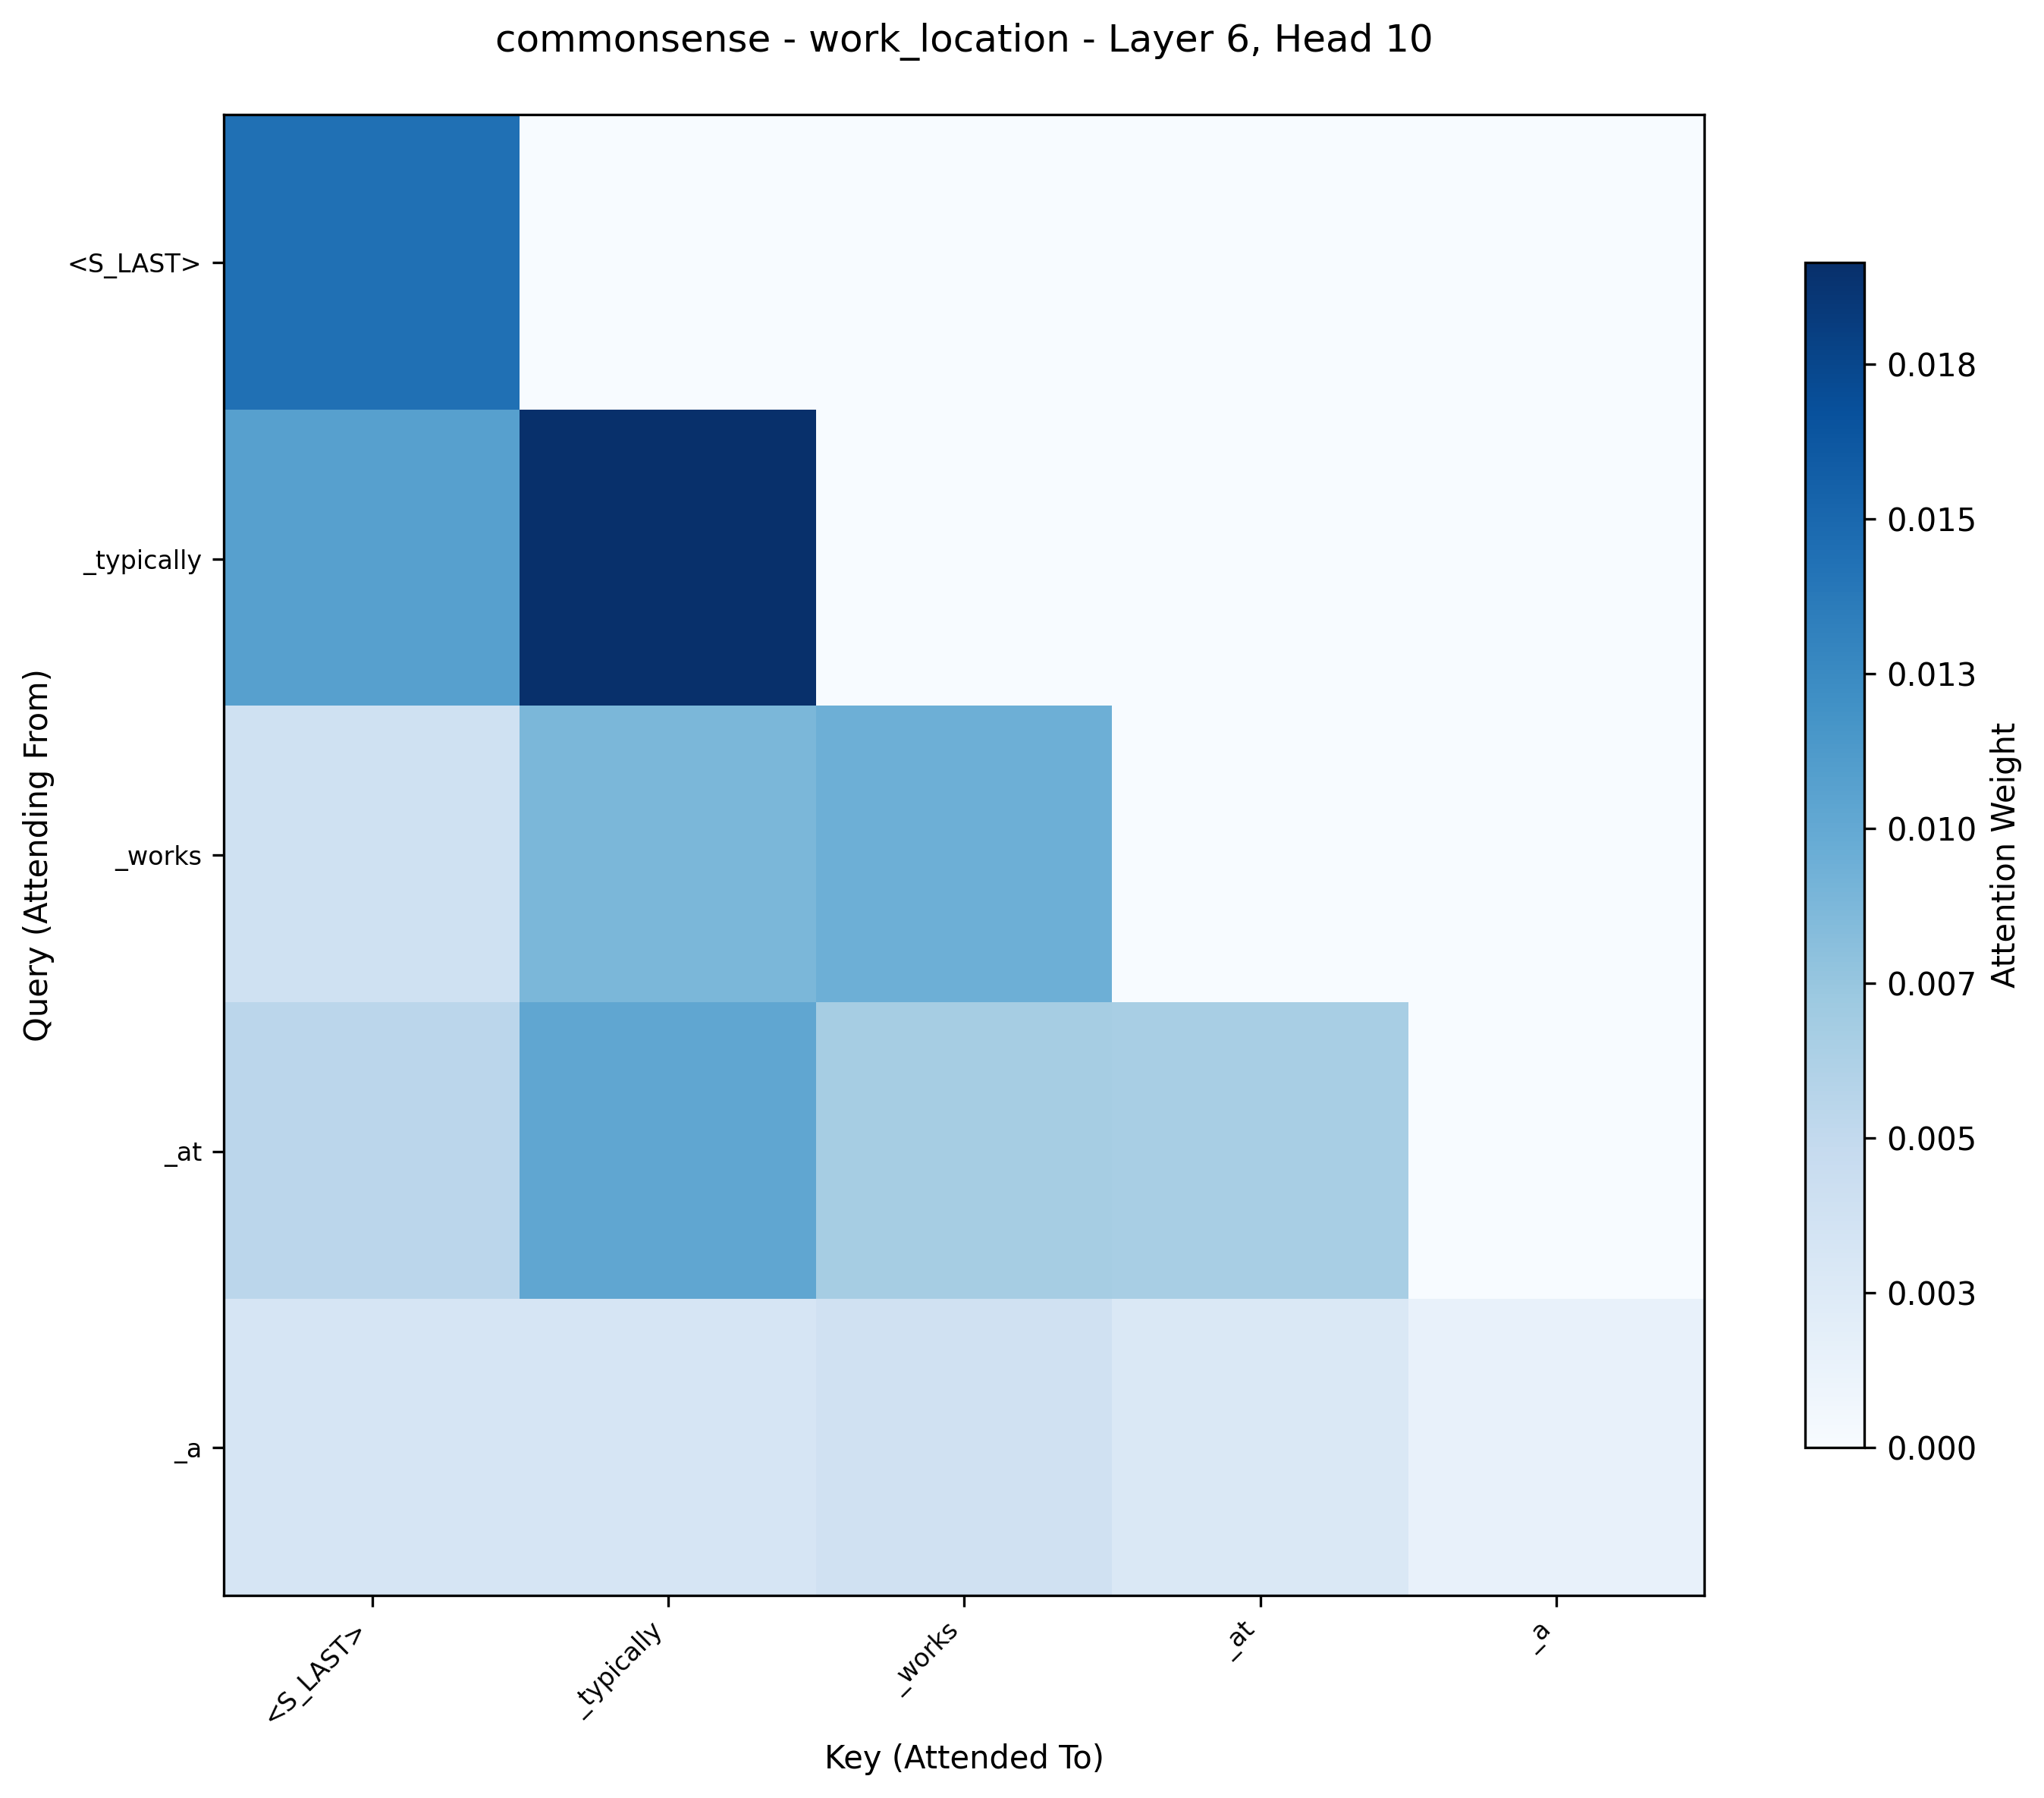 commonsense - work_location - Layer 6, Head 10
<S_LAST>
_typically
_works
_at
_a
Query (Attending From)
<S_LAST>
_typically
_works
_at
_a
Key (Attended To)
0.018
0.015
0.013
0.010
0.007
0.005
0.003
0.000
Attention Weight